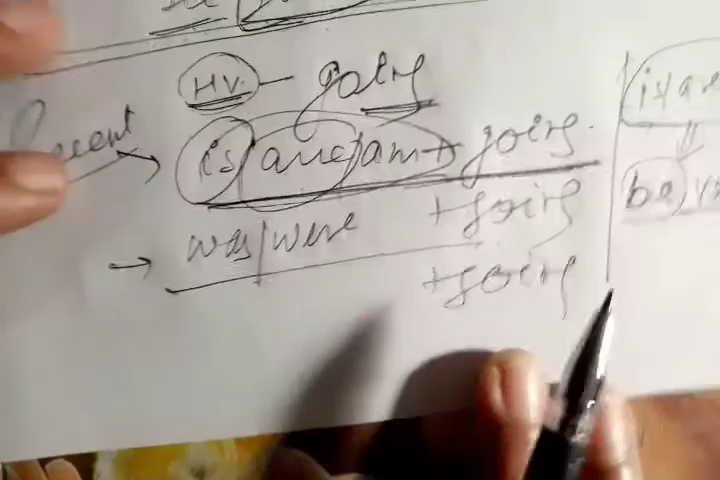 HV. - going
Present → is/are/am + going.
→ was/were + going
+ going
is/are
be